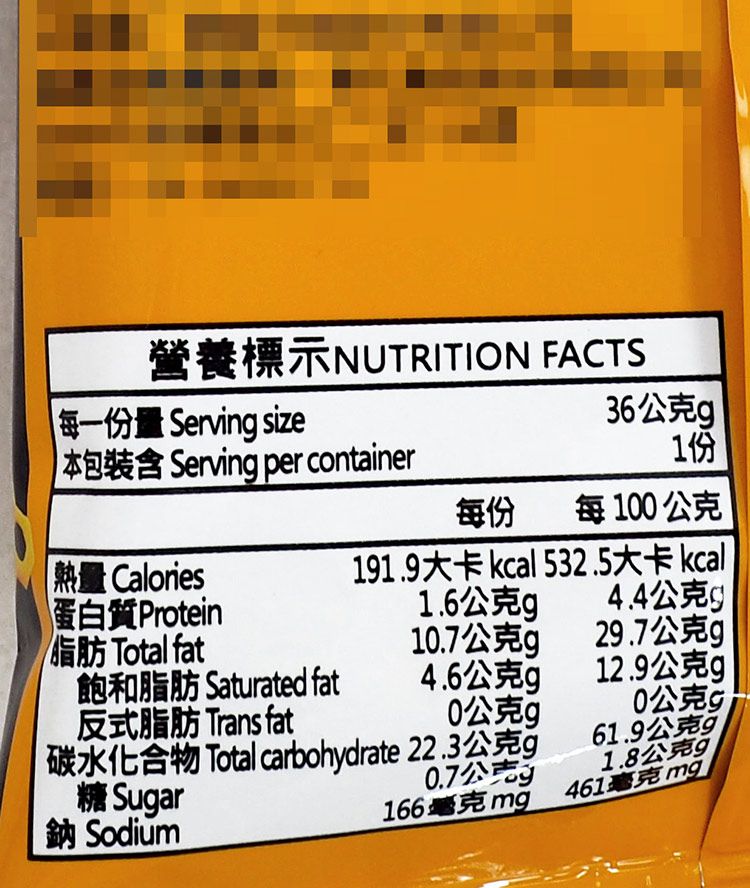 營養標示NUTRITION FACTS
每一份量 Serving size 36公克g
本包裝含 Serving per container 1份
每份 每 100 公克
熱量 Calories 191.9大卡 kcal 532.5大卡 kcal
蛋白質Protein 1.6公克g 4.4公克g
脂肪 Total fat 10.7公克g 29.7公克g
飽和脂肪 Saturated fat 4.6公克g 12.9公克g
反式脂肪 Trans fat 0公克g 0公克g
碳水化合物 Total carbohydrate 22.3公克g 61.9公克g
糖 Sugar 0.7公克g 1.8公克g
鈉 Sodium 166毫克 mg 461毫克 mg